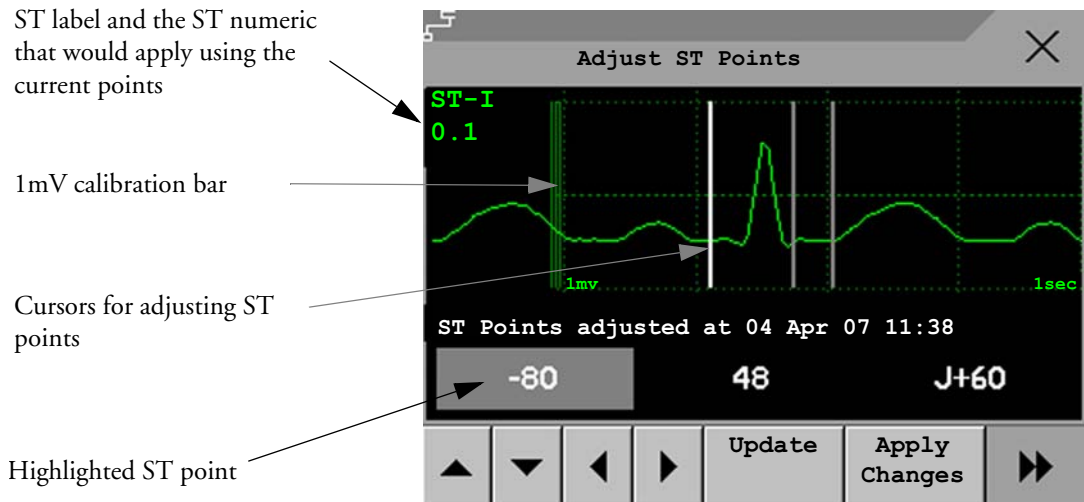 ST label and the ST numeric
that would apply using the
current points
1mV calibration bar
Cursors for adjusting ST
points
Highlighted ST point
Adjust ST Points
ST-I
0.1
1mv
1sec
ST Points adjusted at 04 Apr 07 11:38
-80
48
J+60
Update
Apply
Changes